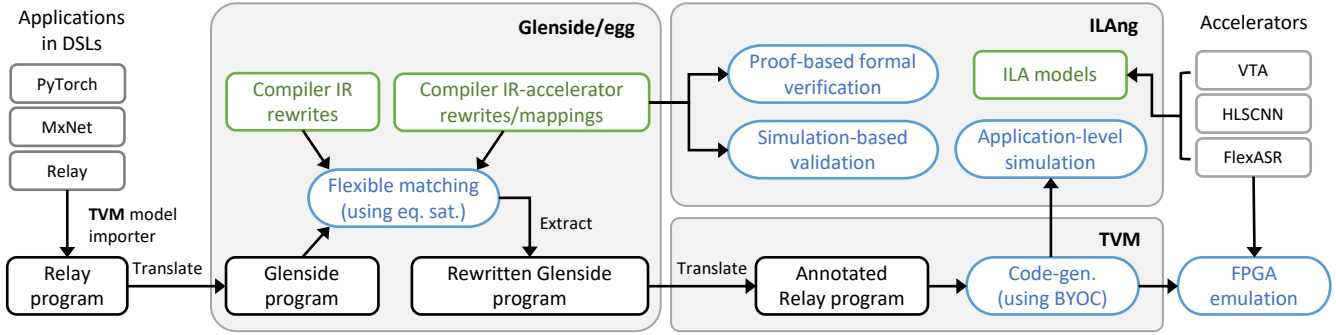 Applications
in DSLs
PyTorch
MxNet
Relay
TVM model
importer
Relay
program
Translate
Glenside/egg
Compiler IR
rewrites
Compiler IR-accelerator
rewrites/mappings
Flexible matching
(using eq. sat.)
Extract
Glenside
program
Rewritten Glenside
program
ILAng
Proof-based formal
verification
Simulation-based
validation
ILA models
Application-level
simulation
TVM
Translate
Annotated
Relay program
Code-gen.
(using BYOC)
Accelerators
VTA
HLSCNN
FlexASR
FPGA
emulation